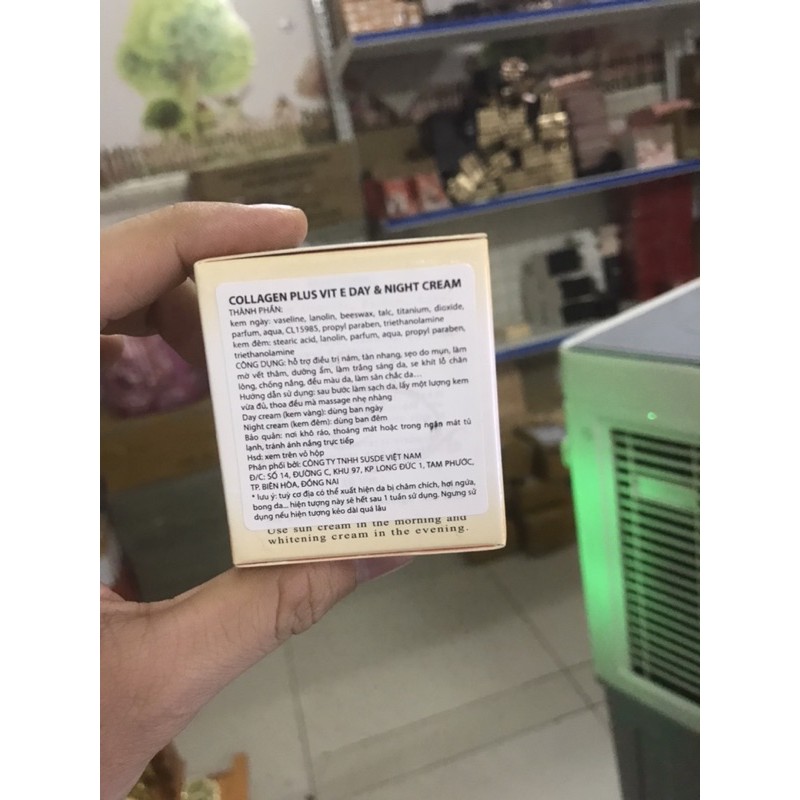 COLLAGEN PLUS VIT E DAY & NIGHT CREAM
THÀNH PHẦN:
kem ngày: vaseline, lanolin, beeswax, talc, titanium, dioxide,
parfum, aqua, CL15985, propyl paraben, triethanolamine
kem đêm: stearic acid, lanolin, parfum, aqua, propyl paraben,
triethanolamine
CÔNG DỤNG: hỗ trợ điều trị nám, tàn nhang, sẹo do mụn, làm
mờ vết thâm, dưỡng ẩm, làm trắng sáng da, se khít lỗ chân
lông, chống nắng, đều màu da, làm săn chắc da....
Hướng dẫn sử dụng: sau bước làm sạch da, lấy một lượng kem
vừa đủ, thoa đều mà massage nhẹ nhàng
Day cream (kem vàng): dùng ban ngày
Night cream (kem đêm): dùng ban đêm
Bảo quản: nơi khô ráo, thoáng mát hoặc trong ngăn mát tủ
lạnh, tránh ánh nắng trực tiếp
Hsd: xem trên vỏ hộp
Phân phối bởi: CÔNG TY TNHH SUSDE VIỆT NAM
Đ/C: SỐ 14, ĐƯỜNG C, KHU 97, KP LONG ĐỨC 1, TAM PHƯỚC,
TP. BIÊN HÒA, ĐỒNG NAI
* lưu ý: tuỳ cơ địa có thể xuất hiện da bị châm chích, hơi ngứa,
bong da... hiện tượng này sẽ hết sau 1 tuần sử dụng. Ngưng sử
dụng nếu hiện tượng kéo dài quá lâu
Use sun cream in the morning and
whitening cream in the evening.